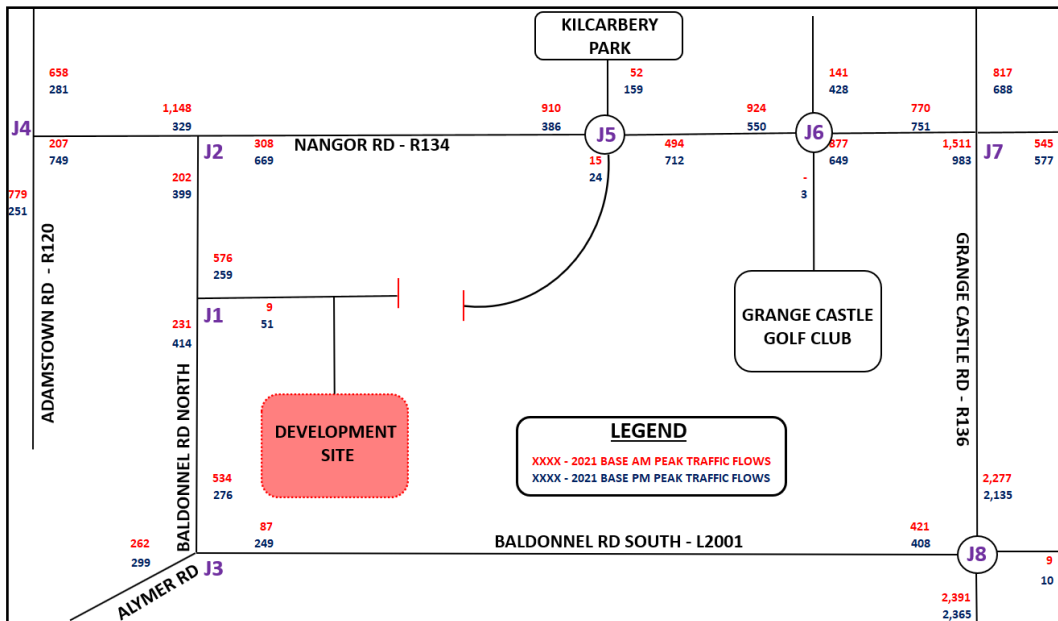 KILCARBERY
PARK
658
281
1,148
329
910
386
52
159
924
550
141
428
770
751
817
688
J4
207
749
J2
308
669
NANGOR RD - R134
J5
15
24
494
712
J6
877
649
1,511
983
J7
545
577
779
251
202
399
-
3
ADAMSTOWN RD - R120
576
259
J1
9
51
231
414
GRANGE CASTLE
GOLF CLUB
GRANGE CASTLE RD - R136
BALDONNEL RD NORTH
DEVELOPMENT
SITE
LEGEND
XXXX - 2021 BASE AM PEAK TRAFFIC FLOWS
XXXX - 2021 BASE PM PEAK TRAFFIC FLOWS
534
276
2,277
2,135
87
249
BALDONNEL RD SOUTH - L2001
421
408
262
299
J3
J8
9
10
ALYMER RD
2,391
2,365